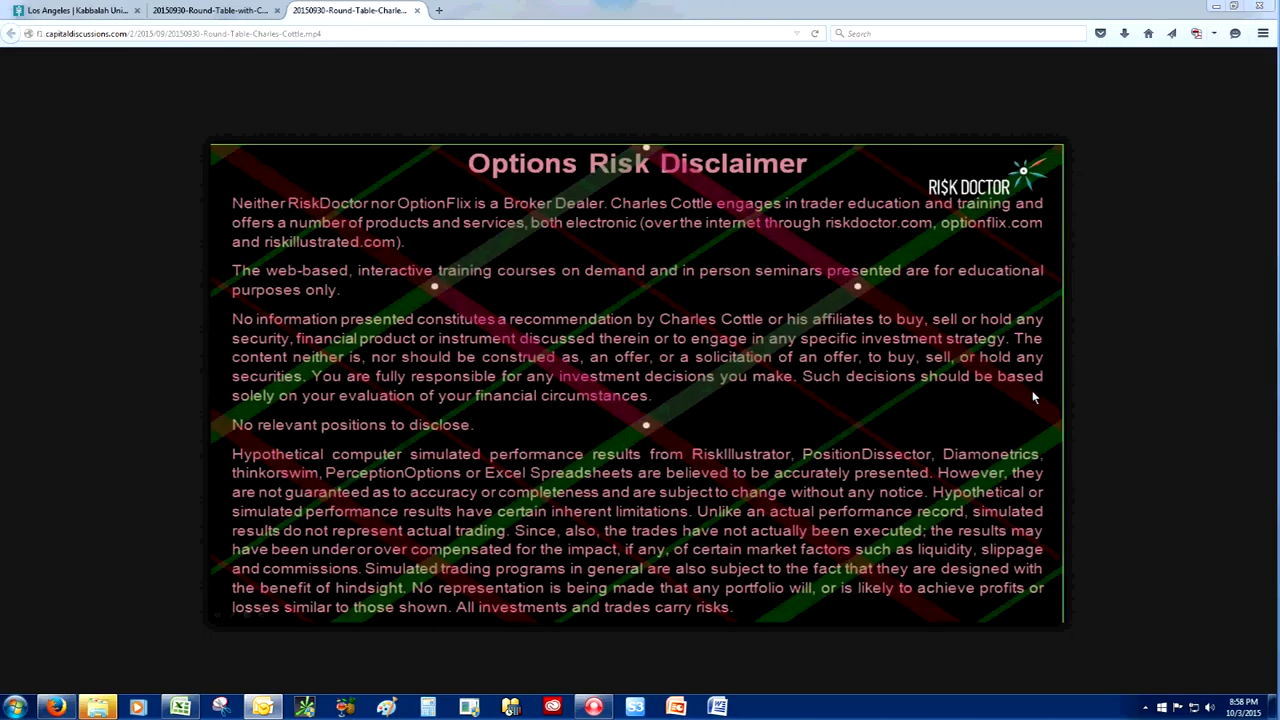 Los Angeles | Kabbalah Uni...
20150930-Round-Table-with-C...
20150930-Round-Table-Charle...
f1.capitaldiscussions.com/2/2015/09/20150930-Round-Table-Charles-Cottle.mp4
Search
Options Risk Disclaimer
RI$K DOCTOR
Neither RiskDoctor nor OptionFlix is a Broker Dealer. Charles Cottle engages in trader education and training and
offers a number of products and services, both electronic (over the internet through riskdoctor.com, optionflix.com
and riskillustrated.com).
The web-based, interactive training courses on demand and in person seminars presented are for educational
purposes only.
No information presented constitutes a recommendation by Charles Cottle or his affiliates to buy, sell or hold any
security, financial product or instrument discussed therein or to engage in any specific investment strategy. The
content neither is, nor should be construed as, an offer, or a solicitation of an offer, to buy, sell, or hold any
securities. You are fully responsible for any investment decisions you make. Such decisions should be based
solely on your evaluation of your financial circumstances.
No relevant positions to disclose.
Hypothetical computer simulated performance results from RiskIllustrator, PositionDissector, Diamonetrics,
thinkorswim, PerceptionOptions or Excel Spreadsheets are believed to be accurately presented. However, they
are not guaranteed as to accuracy or completeness and are subject to change without any notice. Hypothetical or
simulated performance results have certain inherent limitations. Unlike an actual performance record, simulated
results do not represent actual trading. Since, also, the trades have not actually been executed; the results may
have been under or over compensated for the impact, if any, of certain market factors such as liquidity, slippage
and commissions. Simulated trading programs in general are also subject to the fact that they are designed with
the benefit of hindsight. No representation is being made that any portfolio will, or is likely to achieve profits or
losses similar to those shown. All investments and trades carry risks.
S3
8:58 PM
10/3/2015